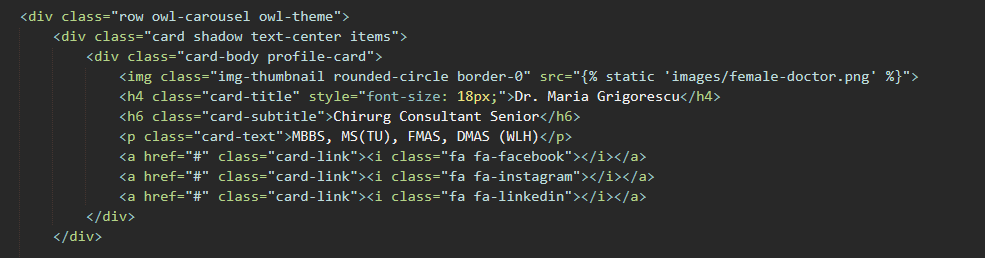 <div class="row owl-carousel owl-theme">
<div class="card shadow text-center items">
<div class="card-body profile-card">
<img class="img-thumbnail rounded-circle border-0" src="{% static 'images/female-doctor.png' %}">
<h4 class="card-title" style="font-size: 18px;">Dr. Maria Grigorescu</h4>
<h6 class="card-subtitle">Chirurg Consultant Senior</h6>
<p class="card-text">MBBS, MS(TU), FMAS, DMAS (WLH)</p>
<a href="#" class="card-link"><i class="fa fa-facebook"></i></a>
<a href="#" class="card-link"><i class="fa fa-instagram"></i></a>
<a href="#" class="card-link"><i class="fa fa-linkedin"></i></a>
</div>
</div>